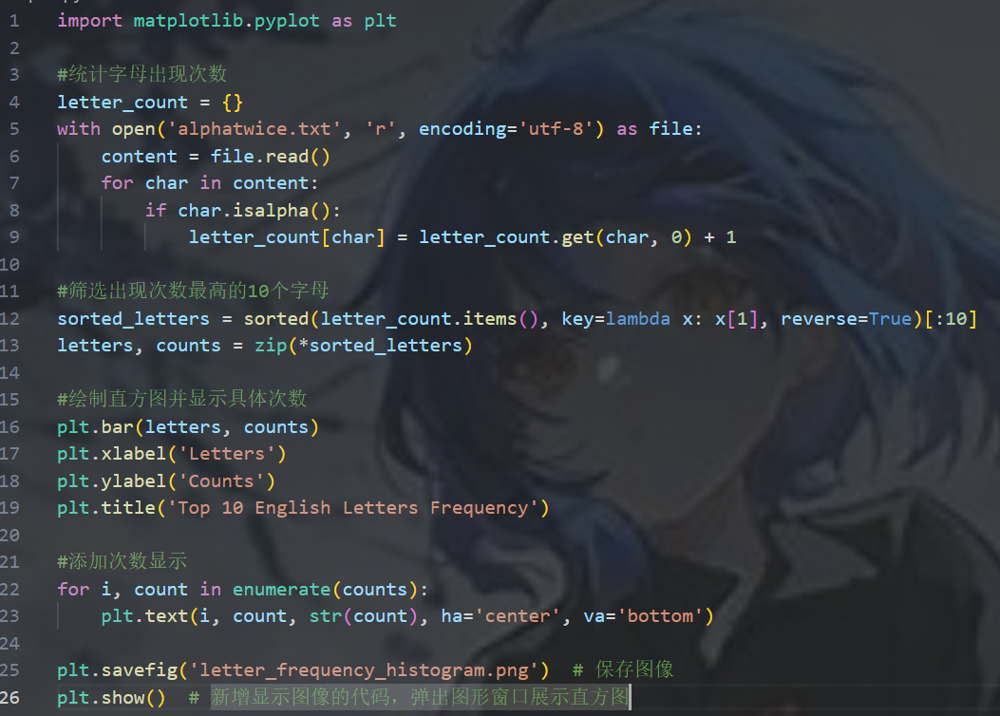 1 import matplotlib.pyplot as plt
2
3 #统计字母出现次数
4 letter_count = {}
5 with open('alphatwice.txt', 'r', encoding='utf-8') as file:
6     content = file.read()
7     for char in content:
8         if char.isalpha():
9             letter_count[char] = letter_count.get(char, 0) + 1
10
11 #筛选出现次数最高的10个字母
12 sorted_letters = sorted(letter_count.items(), key=lambda x: x[1], reverse=True)[:10]
13 letters, counts = zip(*sorted_letters)
14
15 #绘制直方图并显示具体次数
16 plt.bar(letters, counts)
17 plt.xlabel('Letters')
18 plt.ylabel('Counts')
19 plt.title('Top 10 English Letters Frequency')
20
21 #添加次数显示
22 for i, count in enumerate(counts):
23     plt.text(i, count, str(count), ha='center', va='bottom')
24
25 plt.savefig('letter_frequency_histogram.png')  # 保存图像
26 plt.show()  # 新增显示图像的代码，弹出图形窗口展示直方图